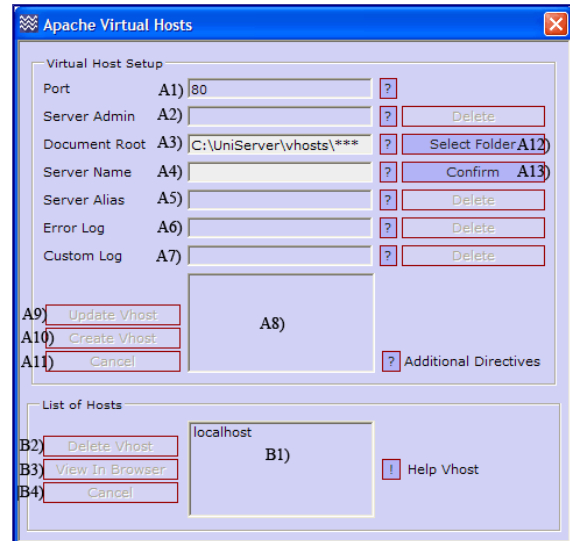 Apache Virtual Hosts
Virtual Host Setup
Port A1) 80 ?
Server Admin A2) ? Delete
Document Root A3) C:\UniServer\vhosts\*** ? Select Folder A12)
Server Name A4) ? Confirm A13)
Server Alias A5) ? Delete
Error Log A6) ? Delete
Custom Log A7) ? Delete
A8)
A9) Update Vhost
A10) Create Vhost
A11) Cancel ? Additional Directives
List of Hosts
localhost
B1)
B2) Delete Vhost
B3) View In Browser ! Help Vhost
B4) Cancel